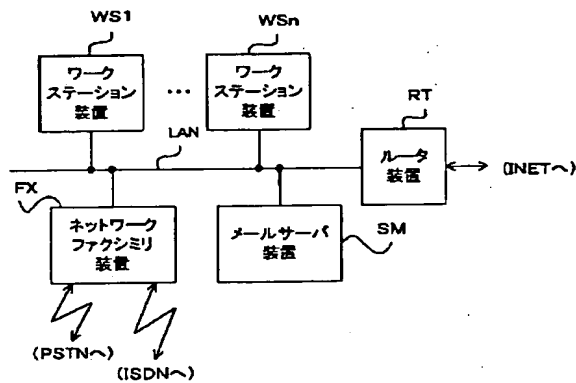 WS1
WSn
ワーク
ステーション
装置
...
ワーク
ステーション
装置
RT
LAN
ルータ
装置
(INETへ)
FX
ネットワーク
ファクシミリ
装置
メールサーバ
装置
SM
(PSTNへ)
(ISDNへ)